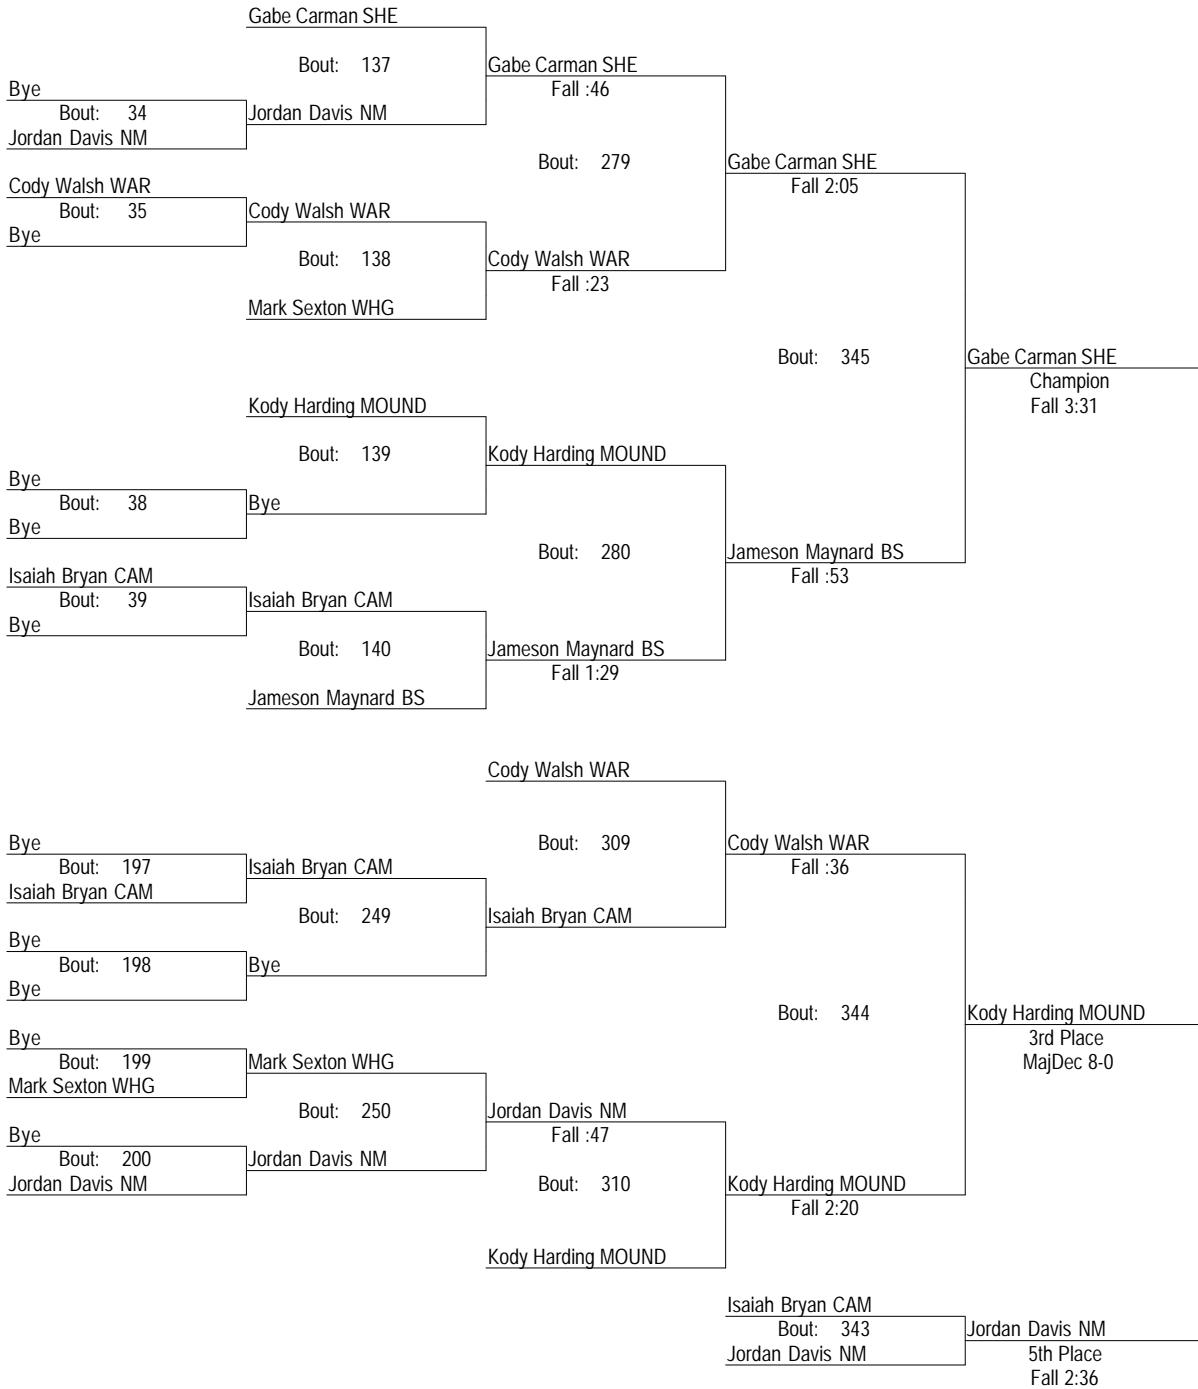 Gabe Carman SHE
Bout: 137
Gabe Carman SHE
Fall :46
Bye
Bout: 34
Jordan Davis NM
Jordan Davis NM
Bout: 279
Gabe Carman SHE
Fall 2:05
Cody Walsh WAR
Bout: 35
Cody Walsh WAR
Bye
Bout: 138
Cody Walsh WAR
Fall :23
Mark Sexton WHG
Bout: 345
Gabe Carman SHE
Champion
Fall 3:31
Kody Harding MOUND
Bout: 139
Kody Harding MOUND
Bye
Bout: 38
Bye
Bye
Bout: 280
Jameson Maynard BS
Fall :53
Isaiah Bryan CAM
Bout: 39
Isaiah Bryan CAM
Bye
Bout: 140
Jameson Maynard BS
Fall 1:29
Jameson Maynard BS
Cody Walsh WAR
Bye
Bout: 309
Cody Walsh WAR
Fall :36
Bout: 197
Isaiah Bryan CAM
Isaiah Bryan CAM
Bout: 249
Isaiah Bryan CAM
Bye
Bout: 198
Bye
Bye
Bout: 344
Kody Harding MOUND
3rd Place
MajDec 8-0
Bye
Bout: 199
Mark Sexton WHG
Mark Sexton WHG
Bout: 250
Jordan Davis NM
Fall :47
Bye
Bout: 200
Jordan Davis NM
Jordan Davis NM
Bout: 310
Kody Harding MOUND
Fall 2:20
Kody Harding MOUND
Isaiah Bryan CAM
Bout: 343
Jordan Davis NM
Jordan Davis NM
5th Place
Fall 2:36